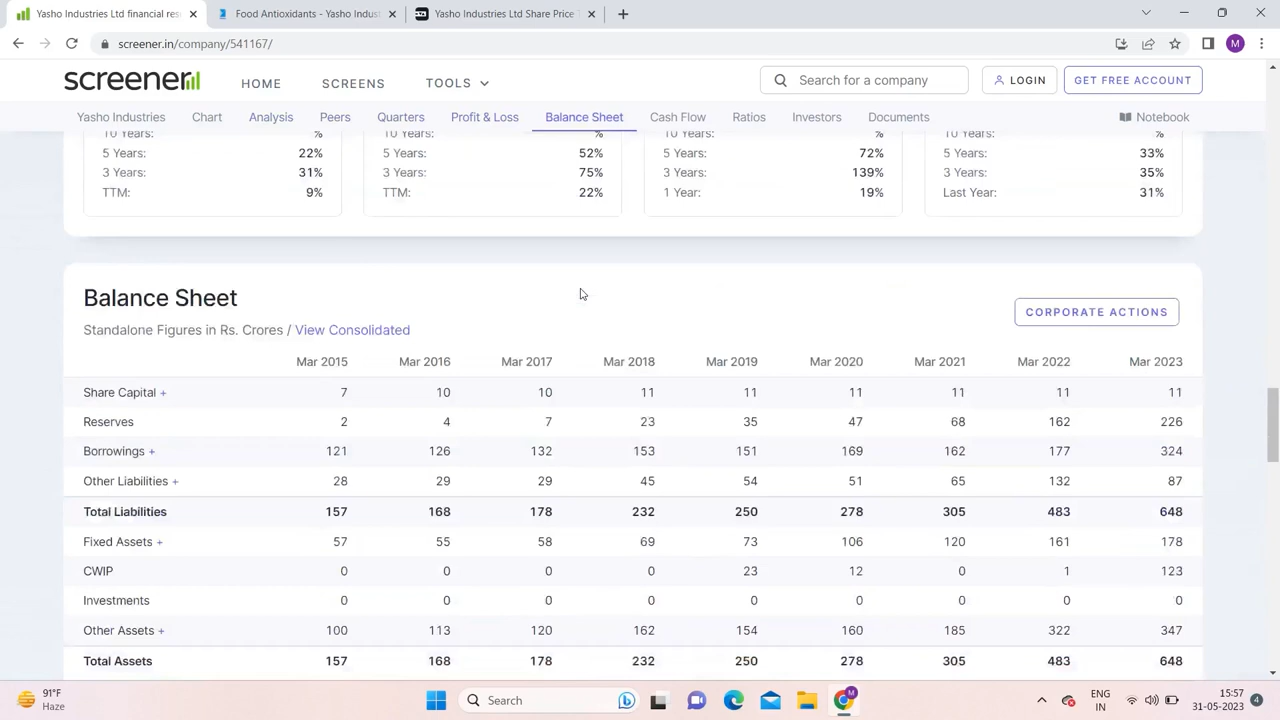 Yasho Industries Ltd financial res
Food Antioxidants - Yasho Indust
Yasho Industries Ltd Share Price
screener.in/company/541167/
M
screener
HOME SCREENS TOOLS
Search for a company
LOGIN
GET FREE ACCOUNT
Yasho Industries Chart Analysis Peers Quarters Profit & Loss Balance Sheet Cash Flow Ratios Investors Documents Notebook
10 Years: % 10 Years: % 10 Years: % 10 Years: %
5 Years: 22% 5 Years: 52% 5 Years: 72% 5 Years: 33%
3 Years: 31% 3 Years: 75% 3 Years: 139% 3 Years: 35%
TTM: 9% TTM: 22% 1 Year: 19% Last Year: 31%
Balance Sheet
CORPORATE ACTIONS
Standalone Figures in Rs. Crores / View Consolidated
Mar 2015 Mar 2016 Mar 2017 Mar 2018 Mar 2019 Mar 2020 Mar 2021 Mar 2022 Mar 2023
Share Capital + 7 10 10 11 11 11 11 11 11
Reserves 2 4 7 23 35 47 68 162 226
Borrowings + 121 126 132 153 151 169 162 177 324
Other Liabilities + 28 29 29 45 54 51 65 132 87
Total Liabilities 157 168 178 232 250 278 305 483 648
Fixed Assets + 57 55 58 69 73 106 120 161 178
CWIP 0 0 0 0 23 12 0 1 123
Investments 0 0 0 0 0 0 0 0 0
Other Assets + 100 113 120 162 154 160 185 322 347
Total Assets 157 168 178 232 250 278 305 483 648
91°F
Haze
Search
M
ENG
IN
15:57
31-05-2023
4